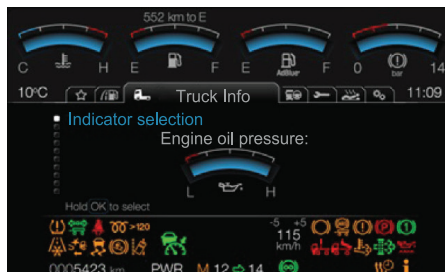 552 km to E
C H E F E AdBlue F 0 bar 14
10°C Truck Info 11:09
Indicator selection
Engine oil pressure:
L H
Hold OK to select
>120 -5 +5
115
km/h
0005423 km PWR M 12 14